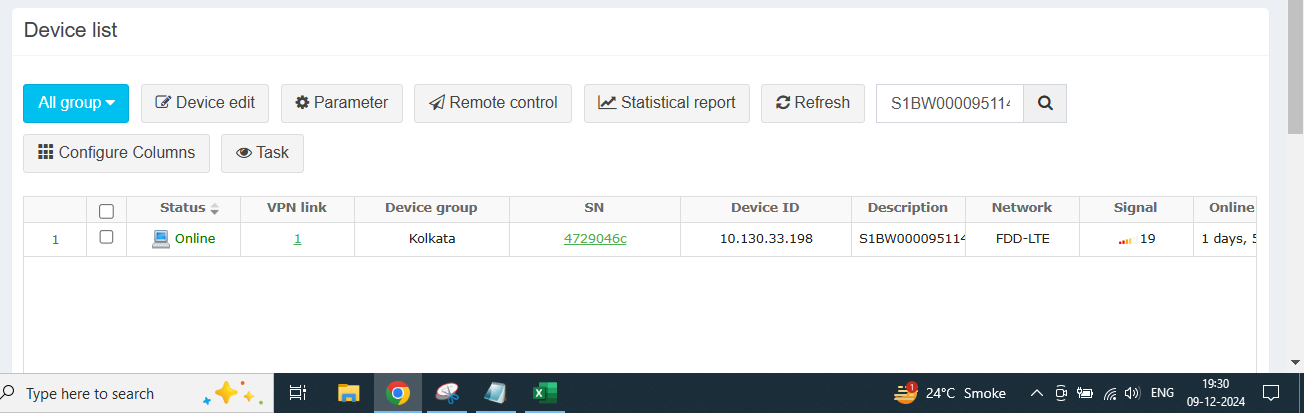 Device list
All group Device edit Parameter Remote control Statistical report Refresh S1BW000095114
Configure Columns Task
Status VPN link Device group SN Device ID Description Network Signal Online
1 Online 1 Kolkata 4729046c 10.130.33.198 S1BW000095114 FDD-LTE 19 1 days, 5
Type here to search 1 24°C Smoke ENG 19:30
09-12-2024